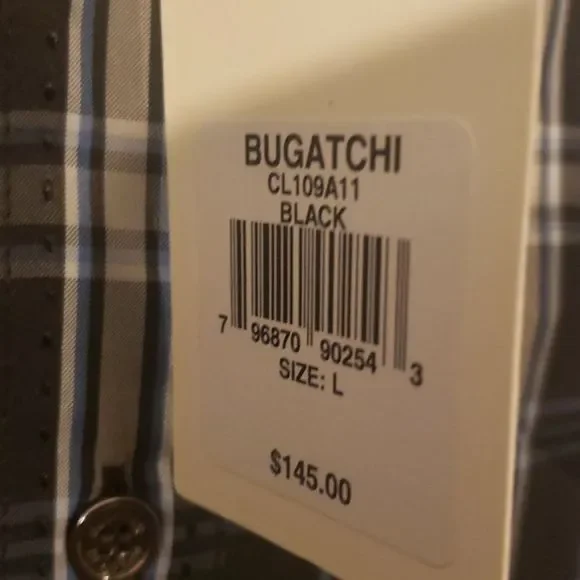 BUGATCHI
CL109A11
BLACK
7 96870 90254 3
SIZE: L
$145.00